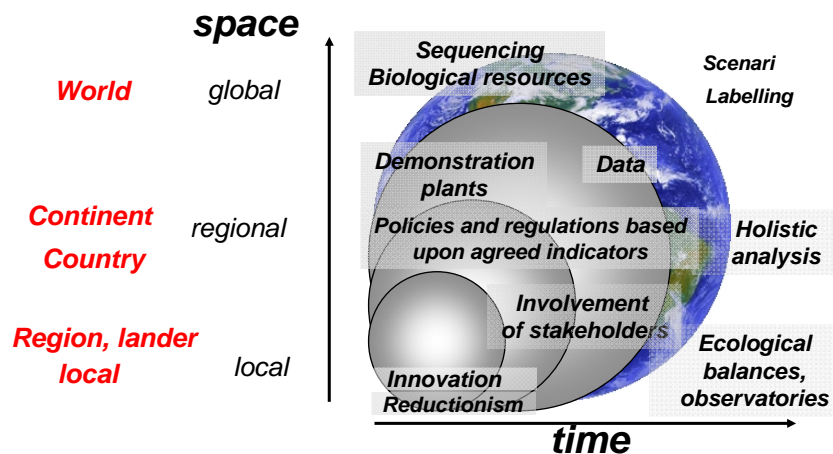 space
Sequencing
Biological resources
Scenari
Labelling
World
global
Demonstration
plants
Data
Continent
Country
regional
Policies and regulations based
upon agreed indicators
Holistic
analysis
Region, lander
local
local
Involvement
of stakeholders
Ecological
balances,
observatories
Innovation
Reductionism
time